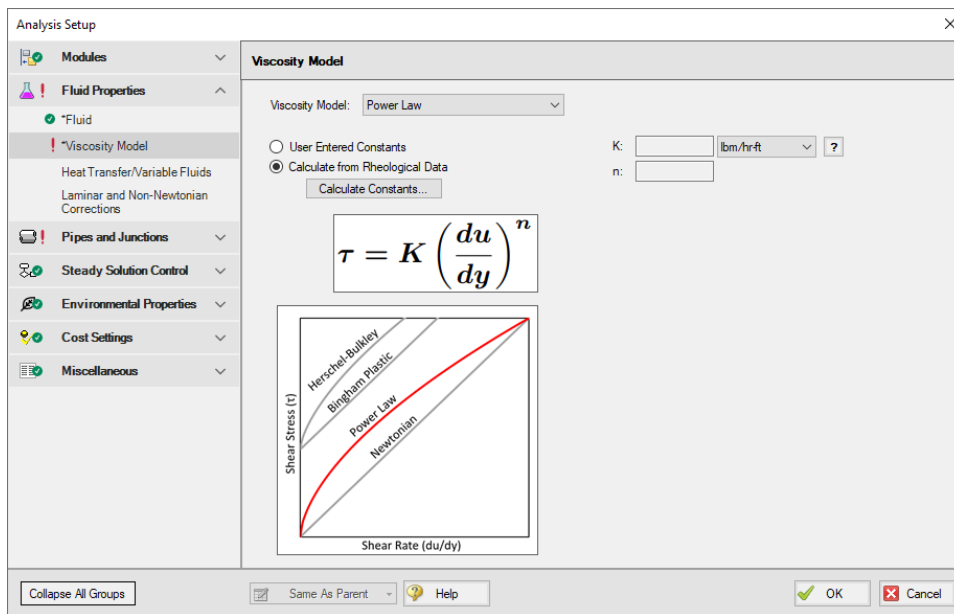 Analysis Setup
Modules
Fluid Properties
*Fluid
*Viscosity Model
Heat Transfer/Variable Fluids
Laminar and Non-Newtonian
Corrections
Pipes and Junctions
Steady Solution Control
Environmental Properties
Cost Settings
Miscellaneous
Collapse All Groups
Viscosity Model
Viscosity Model: Power Law
User Entered Constants
Calculate from Rheological Data
Calculate Constants...
K: lbm/hr-ft ?
n:
τ = K (du/dy)^n
Herschel-Bulkley
Bingham Plastic
Power Law
Newtonian
Shear Stress (τ)
Shear Rate (du/dy)
Same As Parent
Help
OK
Cancel